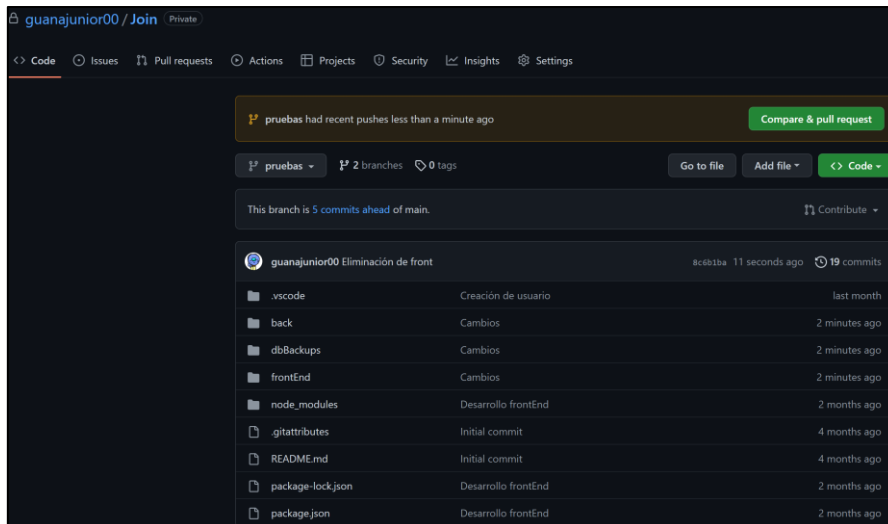 guanajunior00 / Join Private
<> Code Issues Pull requests Actions Projects Security Insights Settings
pruebas had recent pushes less than a minute ago Compare & pull request
pruebas 2 branches 0 tags Go to file Add file <> Code
This branch is 5 commits ahead of main. Contribute
guanajunior00 Eliminación de front 8c6b1ba 11 seconds ago 19 commits
.vscode Creación de usuario last month
back Cambios 2 minutes ago
dbBackups Cambios 2 minutes ago
frontEnd Cambios 2 minutes ago
node_modules Desarrollo frontEnd 2 months ago
.gitattributes Initial commit 4 months ago
README.md Initial commit 4 months ago
package-lock.json Desarrollo frontEnd 2 months ago
package.json Desarrollo frontEnd 2 months ago